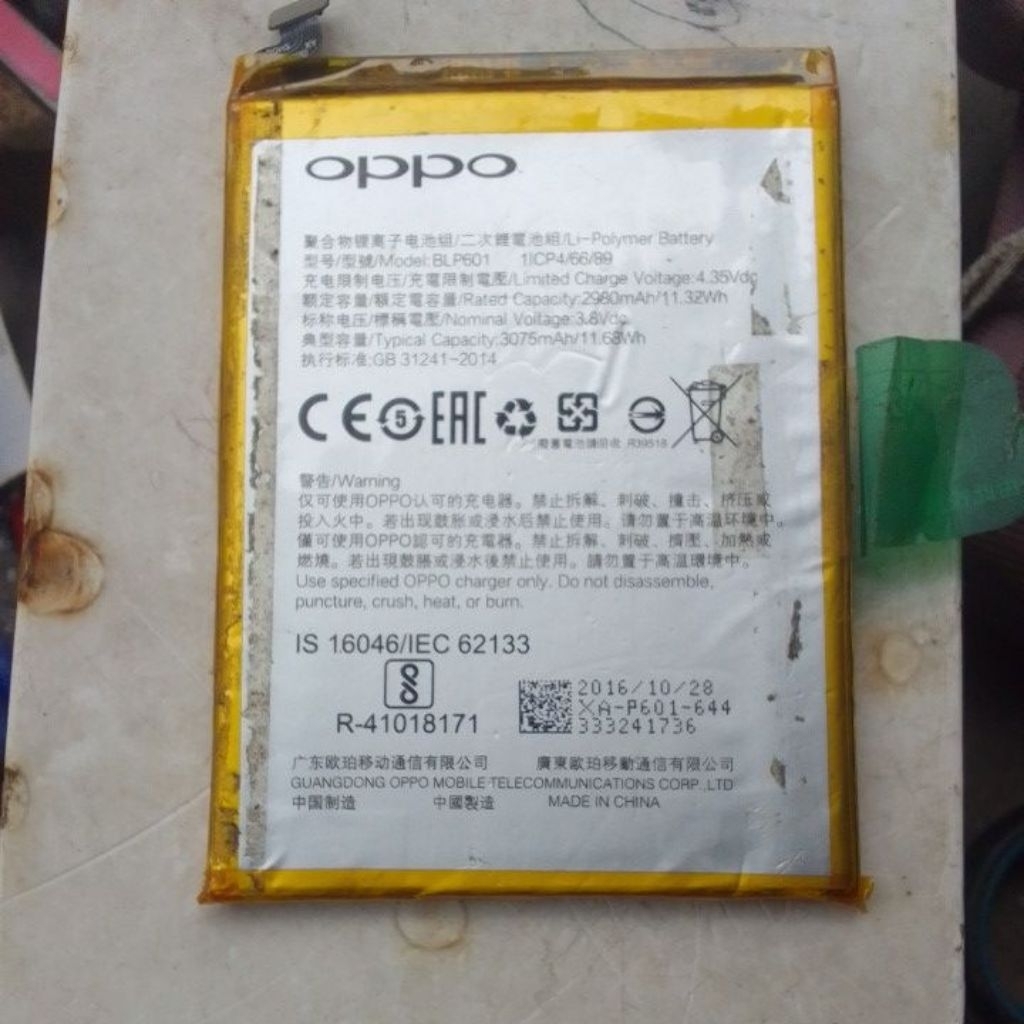 oppo
聚合物锂离子电池组/二次鋰電池組/Li-Polymer Battery
型号/型號/Model:BLP601 1ICP4/66/89
充电限制电压/充電限制電壓/Limited Charge Voltage:4.35Vdc
额定容量/額定電容量/Rated Capacity:2980mAh/11.32Wh
标称电压/標稱電壓/Nominal Voltage:3.8Vdc
典型容量/Typical Capacity:3075mAh/11.68Wh
执行标准:GB 31241-2014
CE 5 EAC
廢舊電池請回收 R39518
警告/Warning
仅可使用OPPO认可的充电器。禁止拆解、刺破、撞击、挤压或
投入火中。若出现鼓胀或浸水后禁止使用。请勿置于高温环境中。
僅可使用OPPO認可的充電器。禁止拆解、刺破、擠壓、加熱或
燃燒。若出現鼓脹或浸水後禁止使用。請勿置于高溫環境中。
Use specified OPPO charger only. Do not disassemble,
puncture, crush, heat, or burn.
IS 16046/IEC 62133
R-41018171
2016/10/28
XA-P601-644
333241736
广东欧珀移动通信有限公司 廣東歐珀移動通信有限公司
GUANGDONG OPPO MOBILE TELECOMMUNICATIONS CORP.,LTD
中国制造 中國製造 MADE IN CHINA